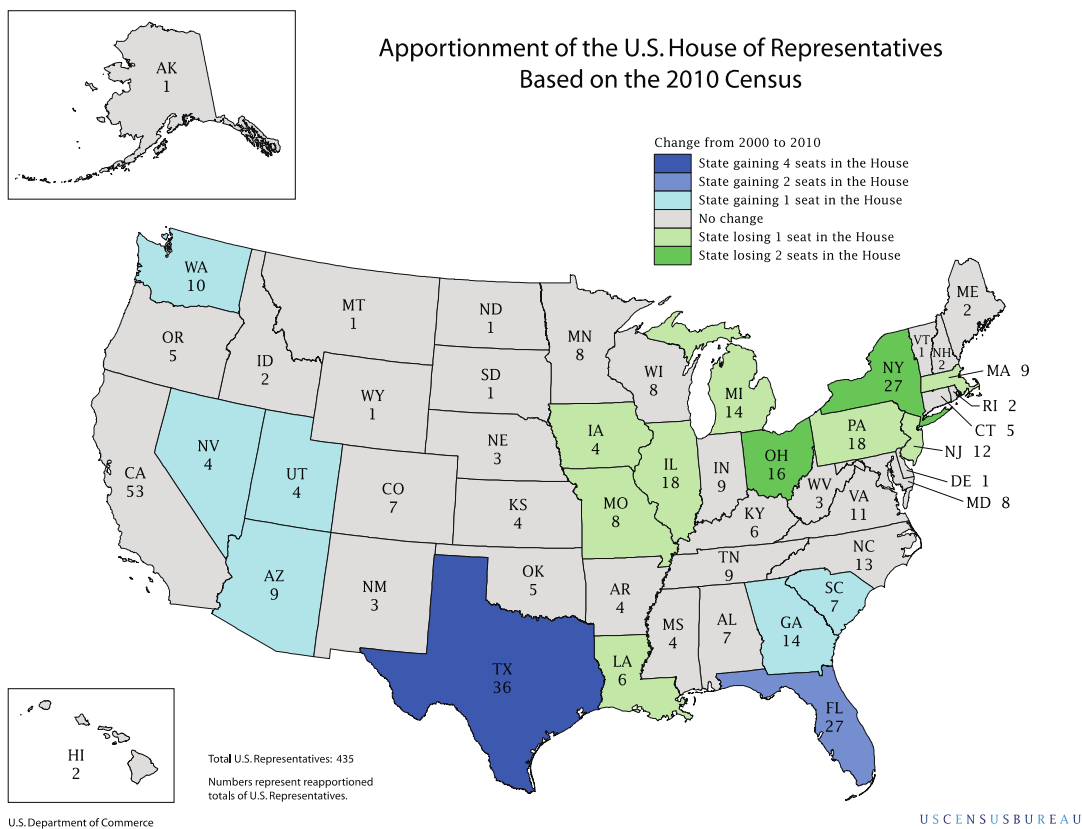 Apportionment of the U.S. House of Representatives
Based on the 2010 Census
Change from 2000 to 2010
State gaining 4 seats in the House
State gaining 2 seats in the House
State gaining 1 seat in the House
No change
State losing 1 seat in the House
State losing 2 seats in the House
AK
1
WA
10
OR
5
ID
2
MT
1
ND
1
MN
8
WI
8
SD
1
WY
1
MI
14
NY
27
VT
1
NH
2
ME
2
MA 9
RI 2
CT 5
NJ 12
DE 1
MD 8
CA
53
NV
4
UT
4
CO
7
NE
3
KS
4
IA
4
MO
8
IL
18
IN
9
OH
16
PA
18
WV
3
VA
11
KY
6
TN
9
NC
13
SC
7
GA
14
AZ
9
NM
3
OK
5
AR
4
MS
4
AL
7
LA
6
TX
36
FL
27
HI
2
Total U.S. Representatives: 435
Numbers represent reapportioned
totals of U.S. Representatives.
U.S. Department of Commerce
USCENSUSBUREAU